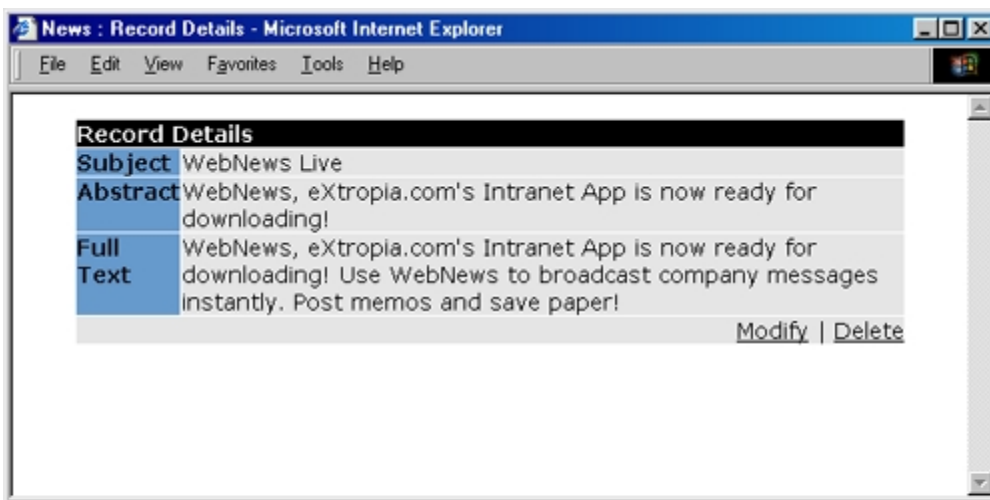 News : Record Details - Microsoft Internet Explorer
File Edit View Favorites Tools Help
Record Details
Subject WebNews Live
Abstract WebNews, eXtropia.com's Intranet App is now ready for
downloading!
Full WebNews, eXtropia.com's Intranet App is now ready for
Text downloading! Use WebNews to broadcast company messages
instantly. Post memos and save paper!
Modify | Delete